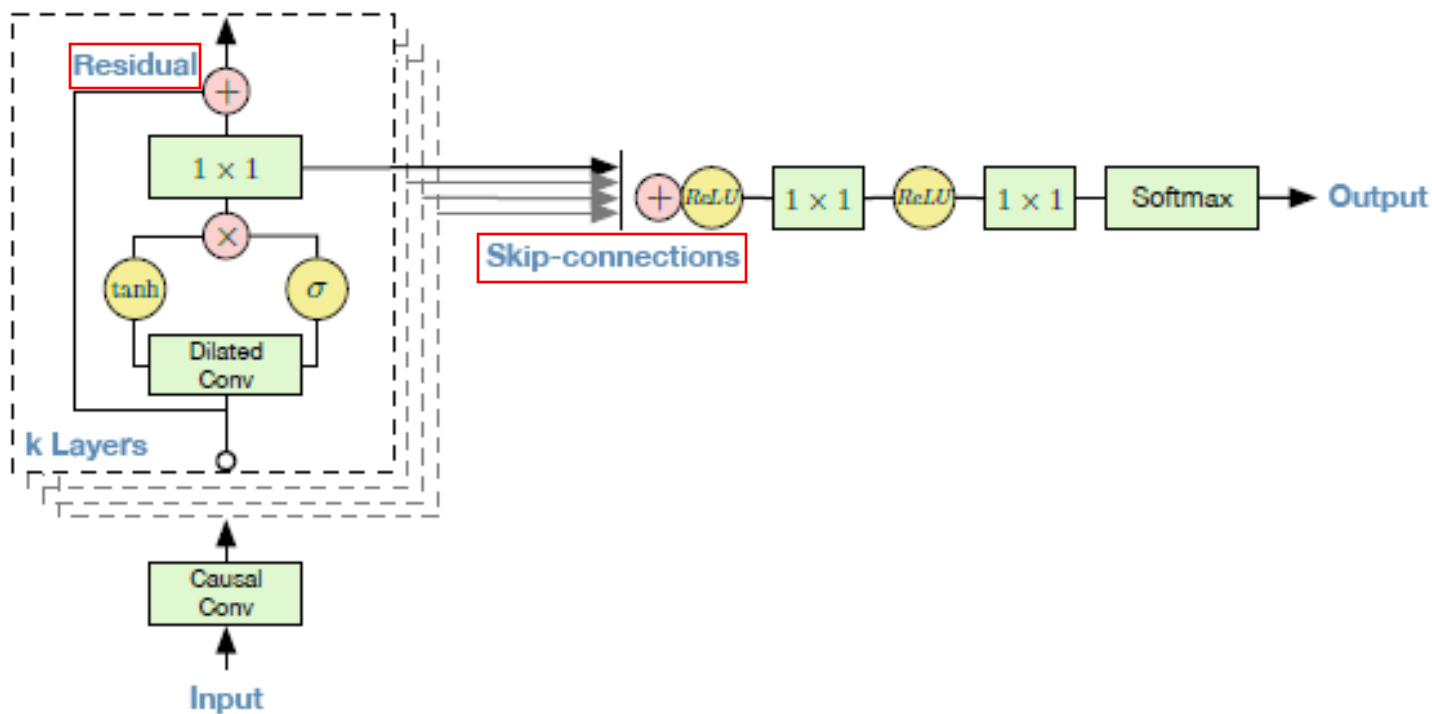 Residual
+
1 × 1
×
tanh
σ
Dilated
Conv
k Layers
Causal
Conv
Input
Skip-connections
+
ReLU
1 × 1
ReLU
1 × 1
Softmax
Output